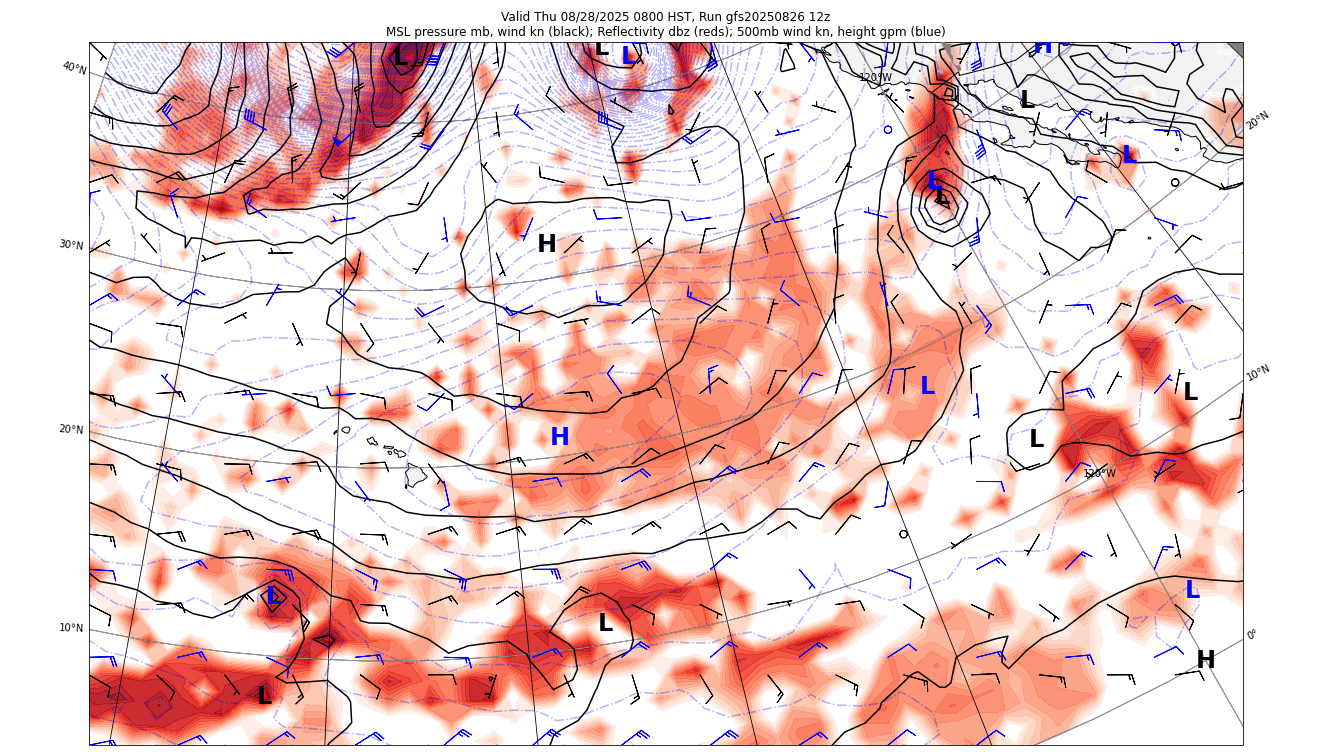 Valid Thu 08/28/2025 0800 HST, Run gfs20250826 12z
MSL pressure mb, wind kn (black); Reflectivity dbz (reds); 500mb wind kn, height gpm (blue)
L
L
L
H
40°N
120°W
L
20°N
L
L
L
30°N
H
10°N
L
L
20°N
H
L
120°W
L
L
10°N
L
0°
H
L